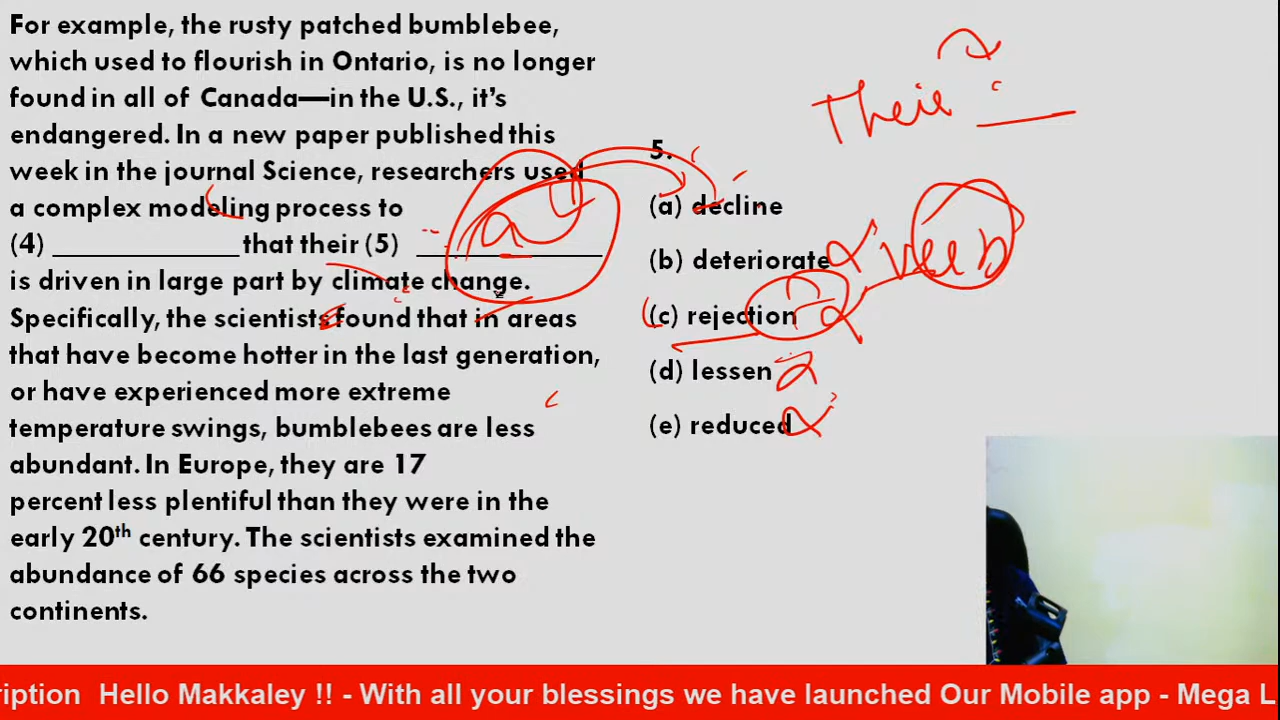 For example, the rusty patched bumblebee,
which used to flourish in Ontario, is no longer
found in all of Canada—in the U.S., it's
endangered. In a new paper published this
week in the journal Science, researchers used
a complex modeling process to
(4) ________________ that their (5) ________________
is driven in large part by climate change.
Specifically, the scientists found that in areas
that have become hotter in the last generation,
or have experienced more extreme
temperature swings, bumblebees are less
abundant. In Europe, they are 17
percent less plentiful than they were in the
early 20th century. The scientists examined the
abundance of 66 species across the two
continents.
a
5.
(a) decline
(b) deteriorate
(c) rejection
(d) lessen
(e) reduced
Their ____
verb
ription Hello Makkaley !! - With all your blessings we have launched Our Mobile app - Mega L